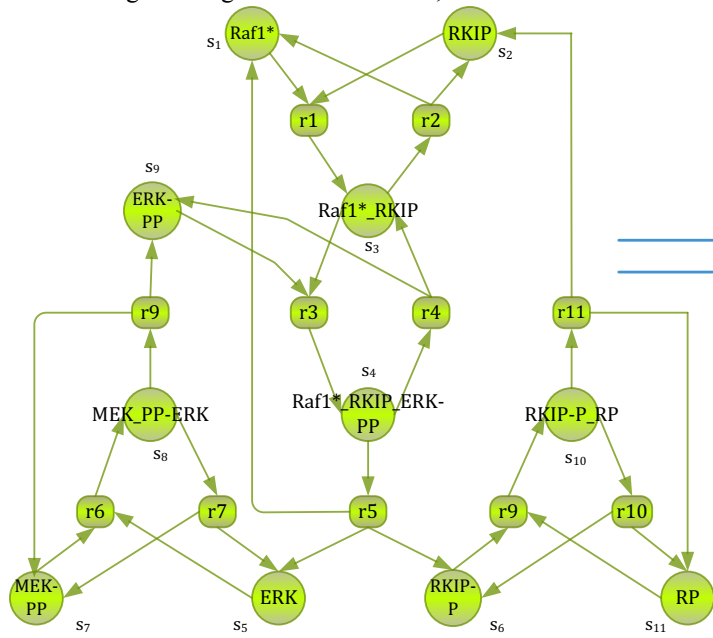 Raf1*
s1
RKIP
s2
r1
r2
s9
ERK-
PP
Raf1*_RKIP
s3
r9
r3
r4
r11
s4
MEK_PP-ERK
s8
Raf1*_RKIP_ERK-
PP
RKIP-P_RP
s10
r6
r7
r5
r9
r10
MEK-
PP
s7
ERK
s5
RKIP-
P
s6
RP
s11